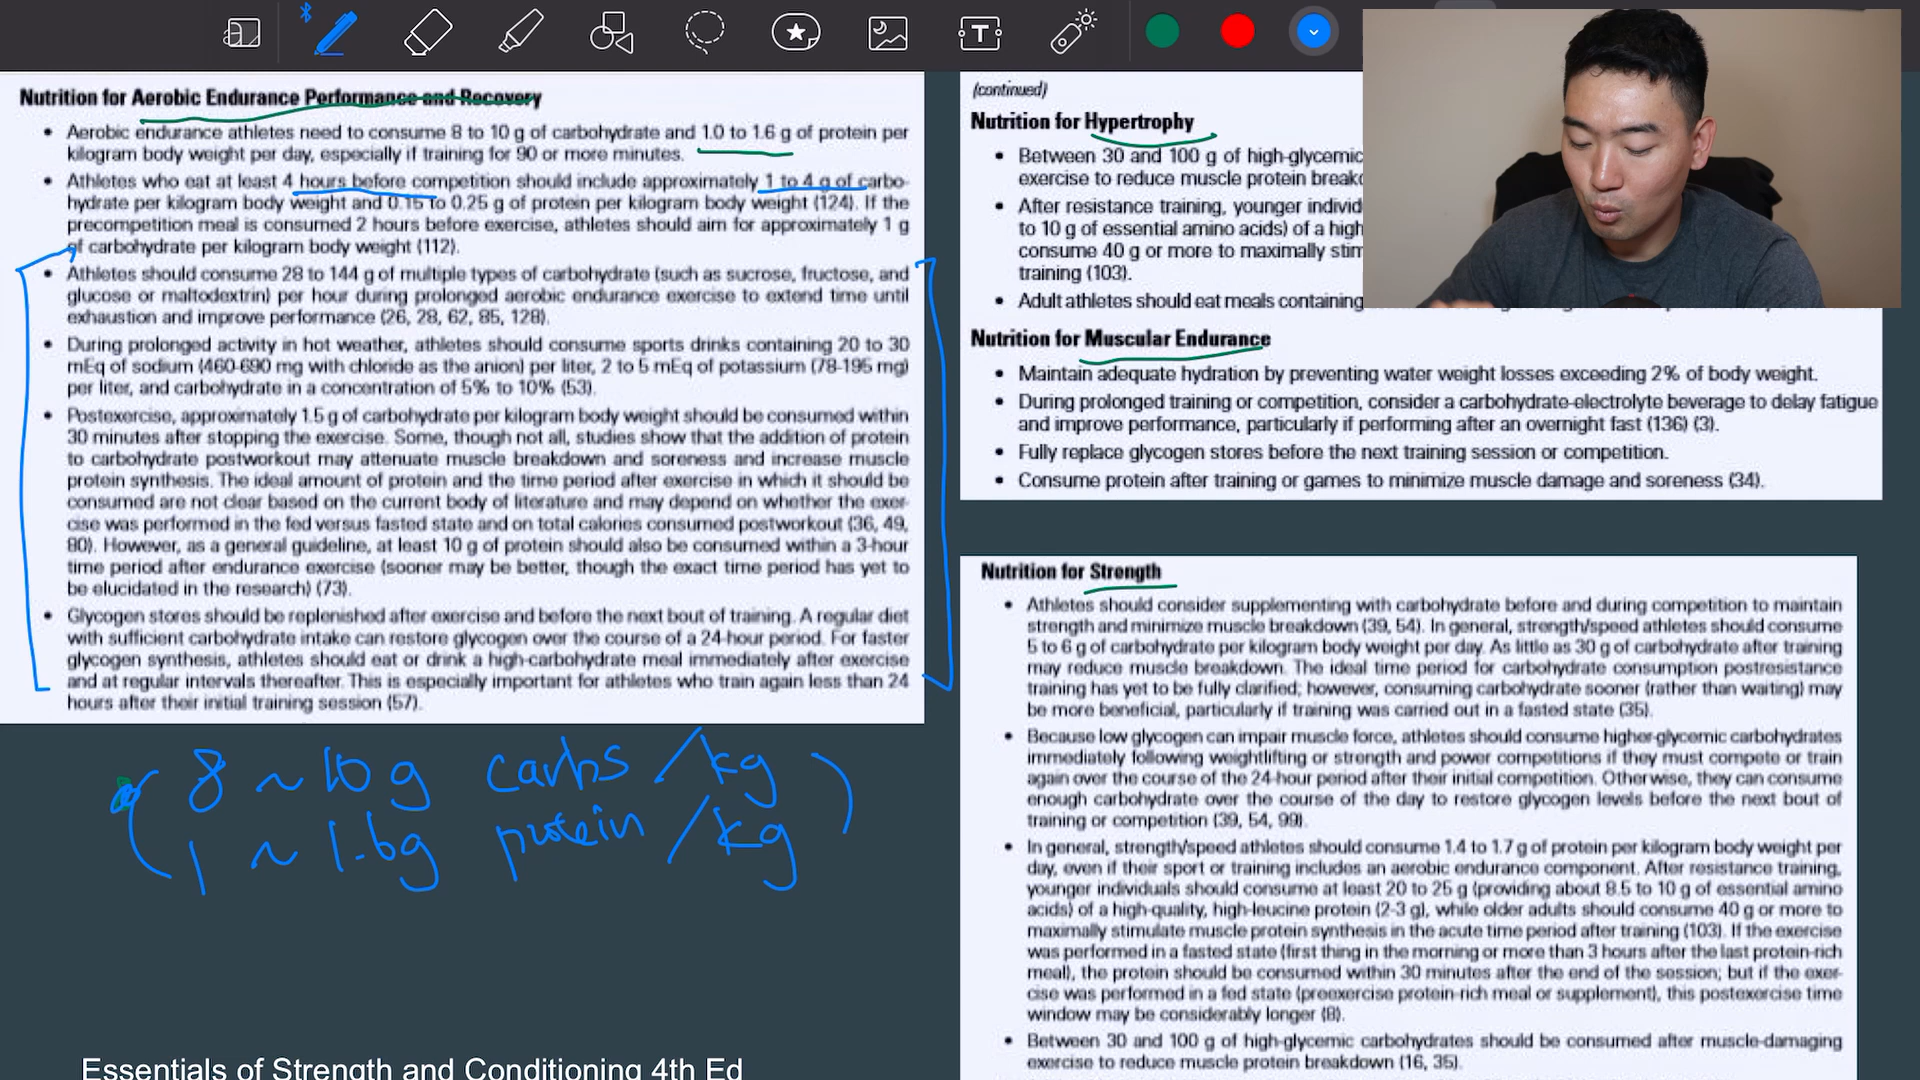 Nutrition for Aerobic Endurance Performance and Recovery
• Aerobic endurance athletes need to consume 8 to 10 g of carbohydrate and 1.0 to 1.6 g of protein per
kilogram body weight per day, especially if training for 90 or more minutes.
• Athletes who eat at least 4 hours before competition should include approximately 1 to 4 g of carbo-
hydrate per kilogram body weight and 0.15 to 0.25 g of protein per kilogram body weight (124). If the
precompetition meal is consumed 2 hours before exercise, athletes should aim for approximately 1 g
of carbohydrate per kilogram body weight (112).
• Athletes should consume 28 to 144 g of multiple types of carbohydrate (such as sucrose, fructose, and
glucose or maltodextrin) per hour during prolonged aerobic endurance exercise to extend time until
exhaustion and improve performance (26, 28, 62, 85, 128).
• During prolonged activity in hot weather, athletes should consume sports drinks containing 20 to 30
mEq of sodium (460-690 mg with chloride as the anion) per liter, 2 to 5 mEq of potassium (78-195 mg)
per liter, and carbohydrate in a concentration of 5% to 10% (53).
• Postexercise, approximately 1.5 g of carbohydrate per kilogram body weight should be consumed within
30 minutes after stopping the exercise. Some, though not all, studies show that the addition of protein
to carbohydrate postworkout may attenuate muscle breakdown and soreness and increase muscle
protein synthesis. The ideal amount of protein and the time period after exercise in which it should be
consumed are not clear based on the current body of literature and may depend on whether the exer-
cise was performed in the fed versus fasted state and on total calories consumed postworkout (36, 49,
80). However, as a general guideline, at least 10 g of protein should also be consumed within a 3-hour
time period after endurance exercise (sooner may be better, though the exact time period has yet to
be elucidated in the research) (73).
• Glycogen stores should be replenished after exercise and before the next bout of training. A regular diet
with sufficient carbohydrate intake can restore glycogen over the course of a 24-hour period. For faster
glycogen synthesis, athletes should eat or drink a high-carbohydrate meal immediately after exercise
and at regular intervals thereafter. This is especially important for athletes who train again less than 24
hours after their initial training session (57).
8 ~ 10 g carbs /kg
1 ~ 1.6g protein /kg
Essentials of Strength and Conditioning 4th Ed
(continued)
Nutrition for Hypertrophy
• Between 30 and 100 g of high-glycemic
exercise to reduce muscle protein
• After resistance training, younger
to 10 g of essential amino acids) of a high
consume 40 g or more to maximally
training (103).
• Adult athletes should eat meals containing
Nutrition for Muscular Endurance
• Maintain adequate hydration by preventing water weight losses exceeding 2% of body weight.
• During prolonged training or competition, consider a carbohydrate-electrolyte beverage to delay fatigue
and improve performance, particularly if performing after an overnight fast (136) (3).
• Fully replace glycogen stores before the next training session or competition.
• Consume protein after training or games to minimize muscle damage and soreness (34).
Nutrition for Strength
• Athletes should consider supplementing with carbohydrate before and during competition to maintain
strength and minimize muscle breakdown (39, 54). In general, strength/speed athletes should consume
5 to 6 g of carbohydrate per kilogram body weight per day. As little as 30 g of carbohydrate after training
may reduce muscle breakdown. The ideal time period for carbohydrate consumption postresistance
training has yet to be fully clarified; however, consuming carbohydrate sooner (rather than waiting) may
be more beneficial, particularly if training was carried out in a fasted state (35).
• Because low glycogen can impair muscle force, athletes should consume higher-glycemic carbohydrates
immediately following weightlifting or strength and power competitions if they must compete or train
again over the course of the 24-hour period after their initial competition. Otherwise, they can consume
enough carbohydrate over the course of the day to restore glycogen levels before the next bout of
training or competition (39, 54, 99).
• In general, strength/speed athletes should consume 1.4 to 1.7 g of protein per kilogram body weight per
day, even if their sport or training includes an aerobic endurance component. After resistance training,
younger individuals should consume at least 20 to 25 g (providing about 8.5 to 10 g of essential amino
acids) of a high-quality, high-leucine protein (2-3 g), while older adults should consume 40 g or more to
maximally stimulate muscle protein synthesis in the acute time period after training (103). If the exercise
was performed in a fasted state (first thing in the morning or more than 3 hours after the last protein-rich
meal), the protein should be consumed within 30 minutes after the end of the session; but if the exer-
cise was performed in a fed state (preexercise protein-rich meal or supplement), this postexercise time
window may be considerably longer (8).
• Between 30 and 100 g of high-glycemic carbohydrates should be consumed after muscle-damaging
exercise to reduce muscle protein breakdown (16, 35).